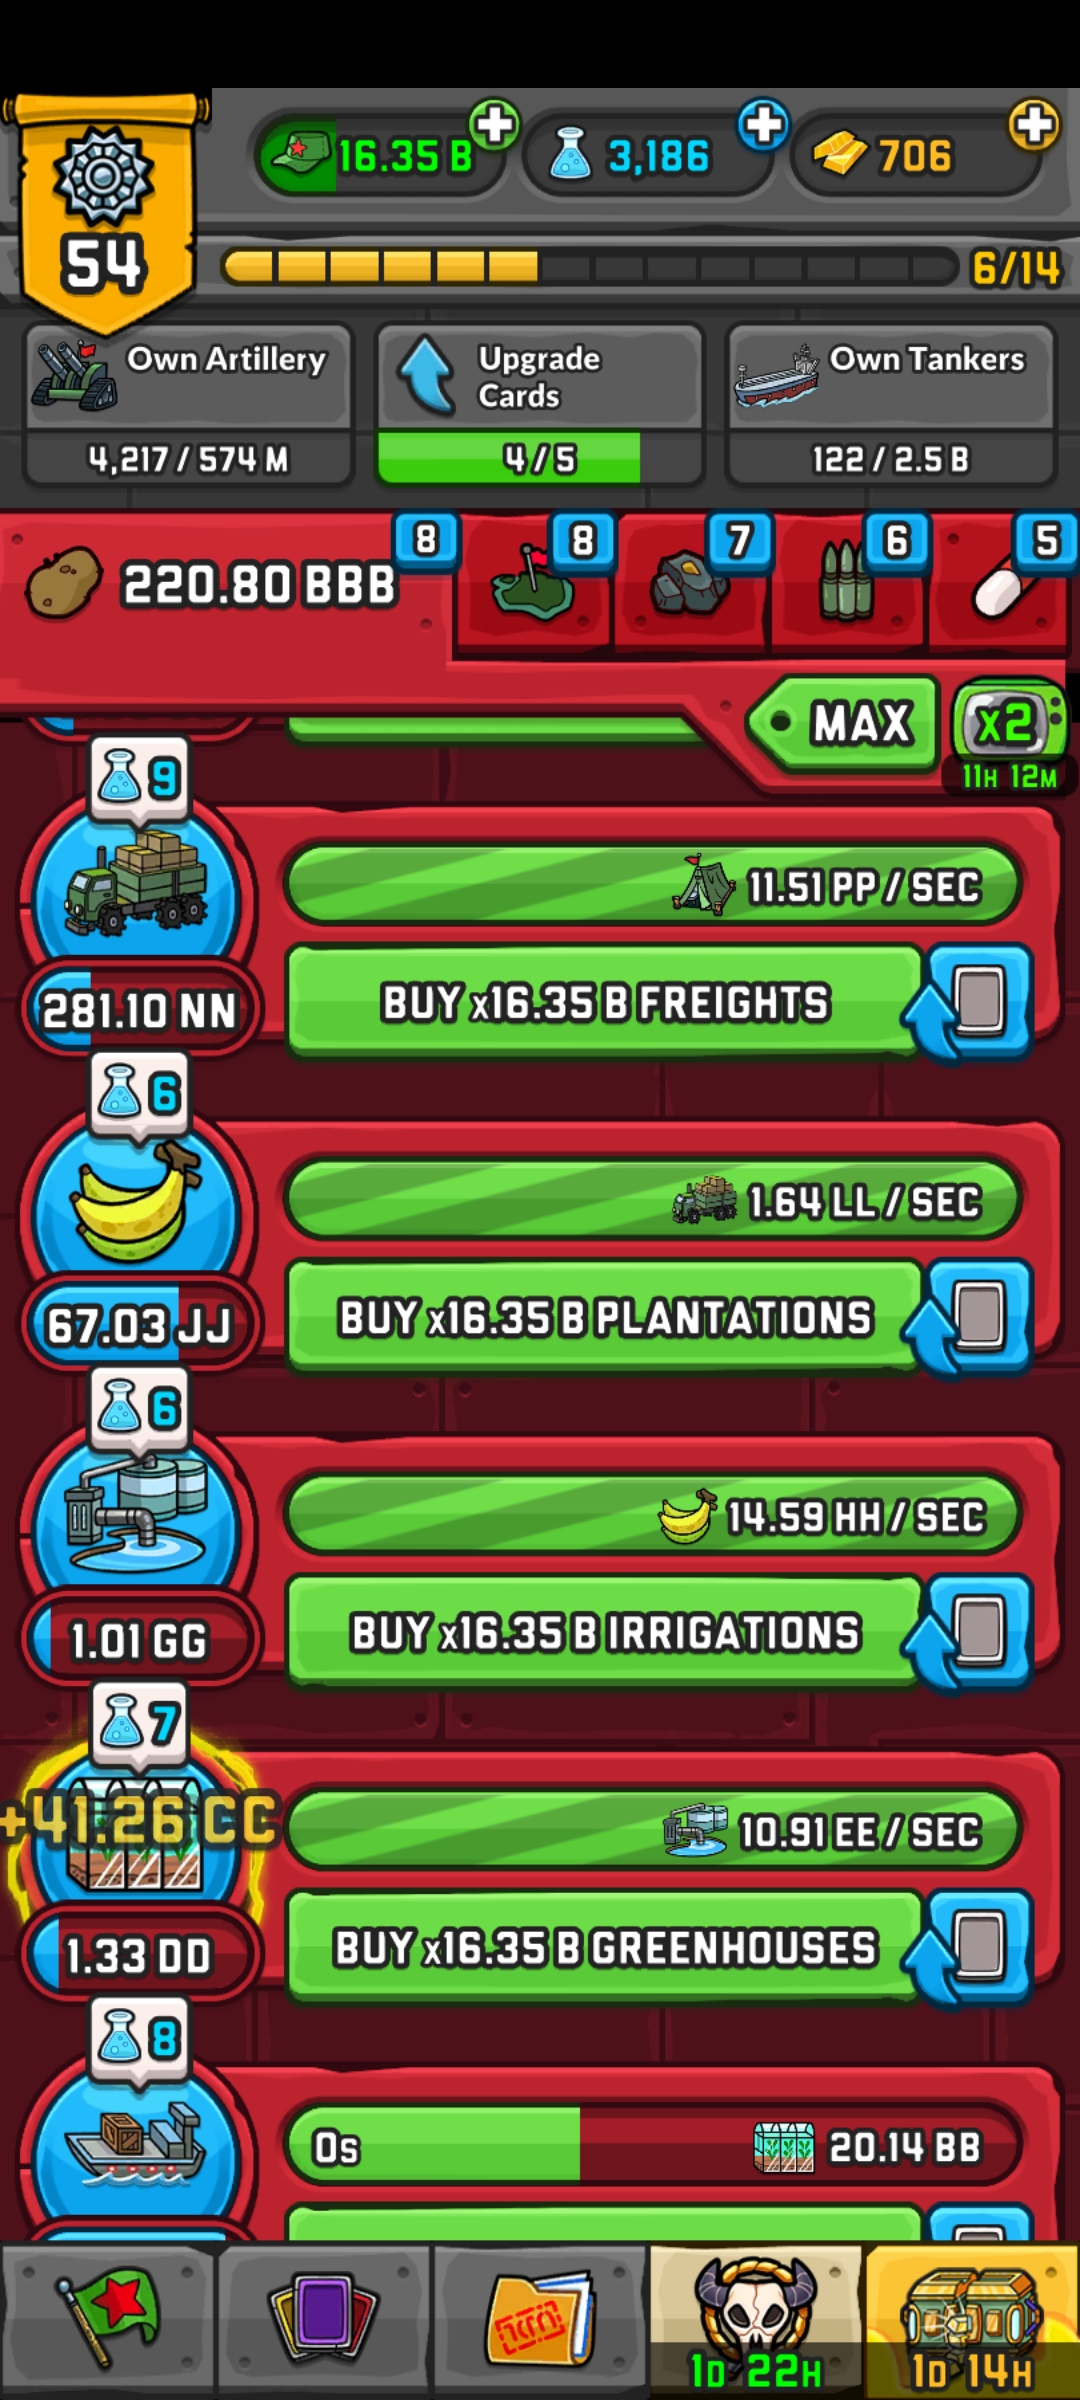 16.35 B
3,186
706
54
6/14
Own Artillery
4,217 / 574 M
Upgrade
Cards
4 / 5
Own Tankers
122 / 2.5 B
220.80 BBB
8
8
7
6
5
MAX
x2
11H 12M
9
11.51 PP / SEC
BUY x16.35 B FREIGHTS
281.10 NN
6
1.64 LL / SEC
BUY x16.35 B PLANTATIONS
67.03 JJ
6
14.59 HH / SEC
BUY x16.35 B IRRIGATIONS
1.01 GG
7
+41.26 CC
10.91 EE / SEC
BUY x16.35 B GREENHOUSES
1.33 DD
8
0s
20.14 BB
1D 22H
1D 14H